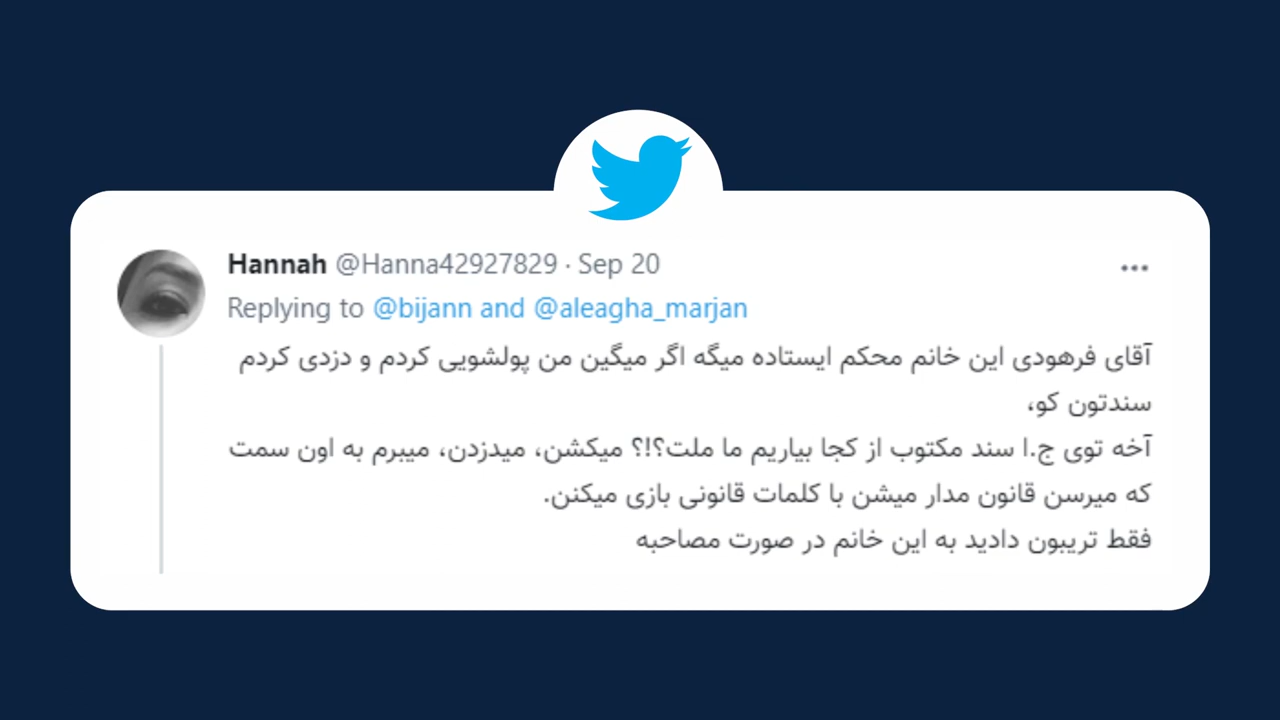 Hannah @Hanna42927829 · Sep 20
Replying to @bijann and @aleagha_marjan
آقای فرهودی این خانم محکم ایستاده میگه اگر میگین من پولشویی کردم و دزدی کردم
سندتون کو،
آخه توی ج.ا سند مکتوب از کجا بیاریم ما ملت؟!؟ میکشن، میدزدن، میبرم به اون سمت
که میرسن قانون مدار میشن با کلمات قانونی بازی میکنن.
فقط تریبون دادید به این خانم در صورت مصاحبه